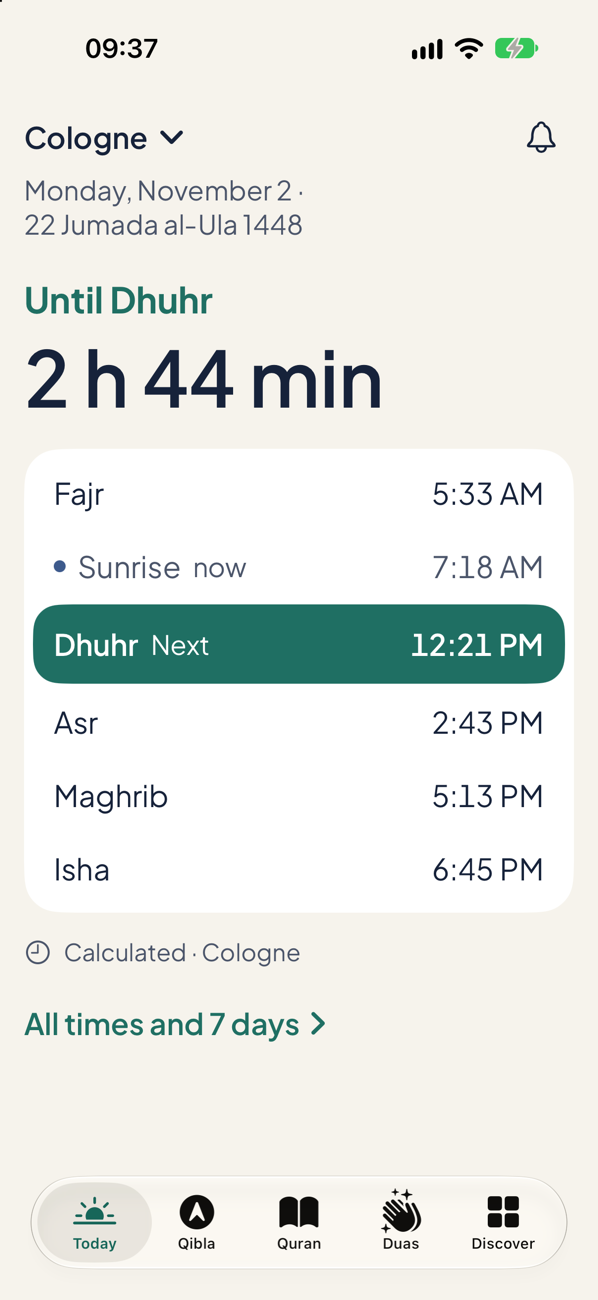 09:37
Cologne
Monday, November 2 ·
22 Jumada al-Ula 1448
Until Dhuhr
2 h 44 min
Fajr 5:33 AM
Sunrise now 7:18 AM
Dhuhr Next 12:21 PM
Asr 2:43 PM
Maghrib 5:13 PM
Isha 6:45 PM
Calculated · Cologne
All times and 7 days
Today Qibla Quran Duas Discover